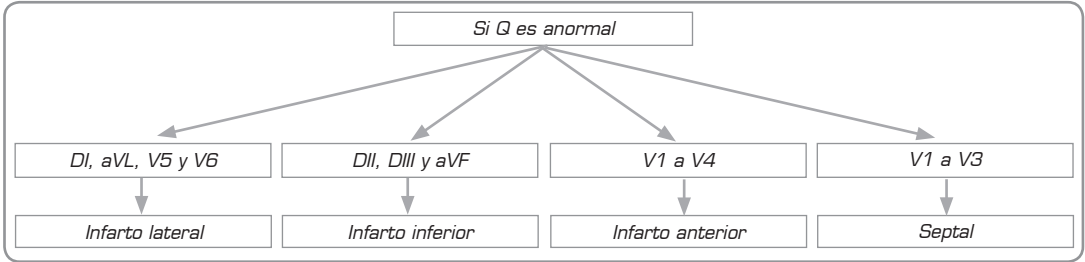 Si Q es anormal
DI, aVL, V5 y V6
DII, DIII y aVF
V1 a V4
V1 a V3
Infarto lateral
Infarto inferior
Infarto anterior
Septal